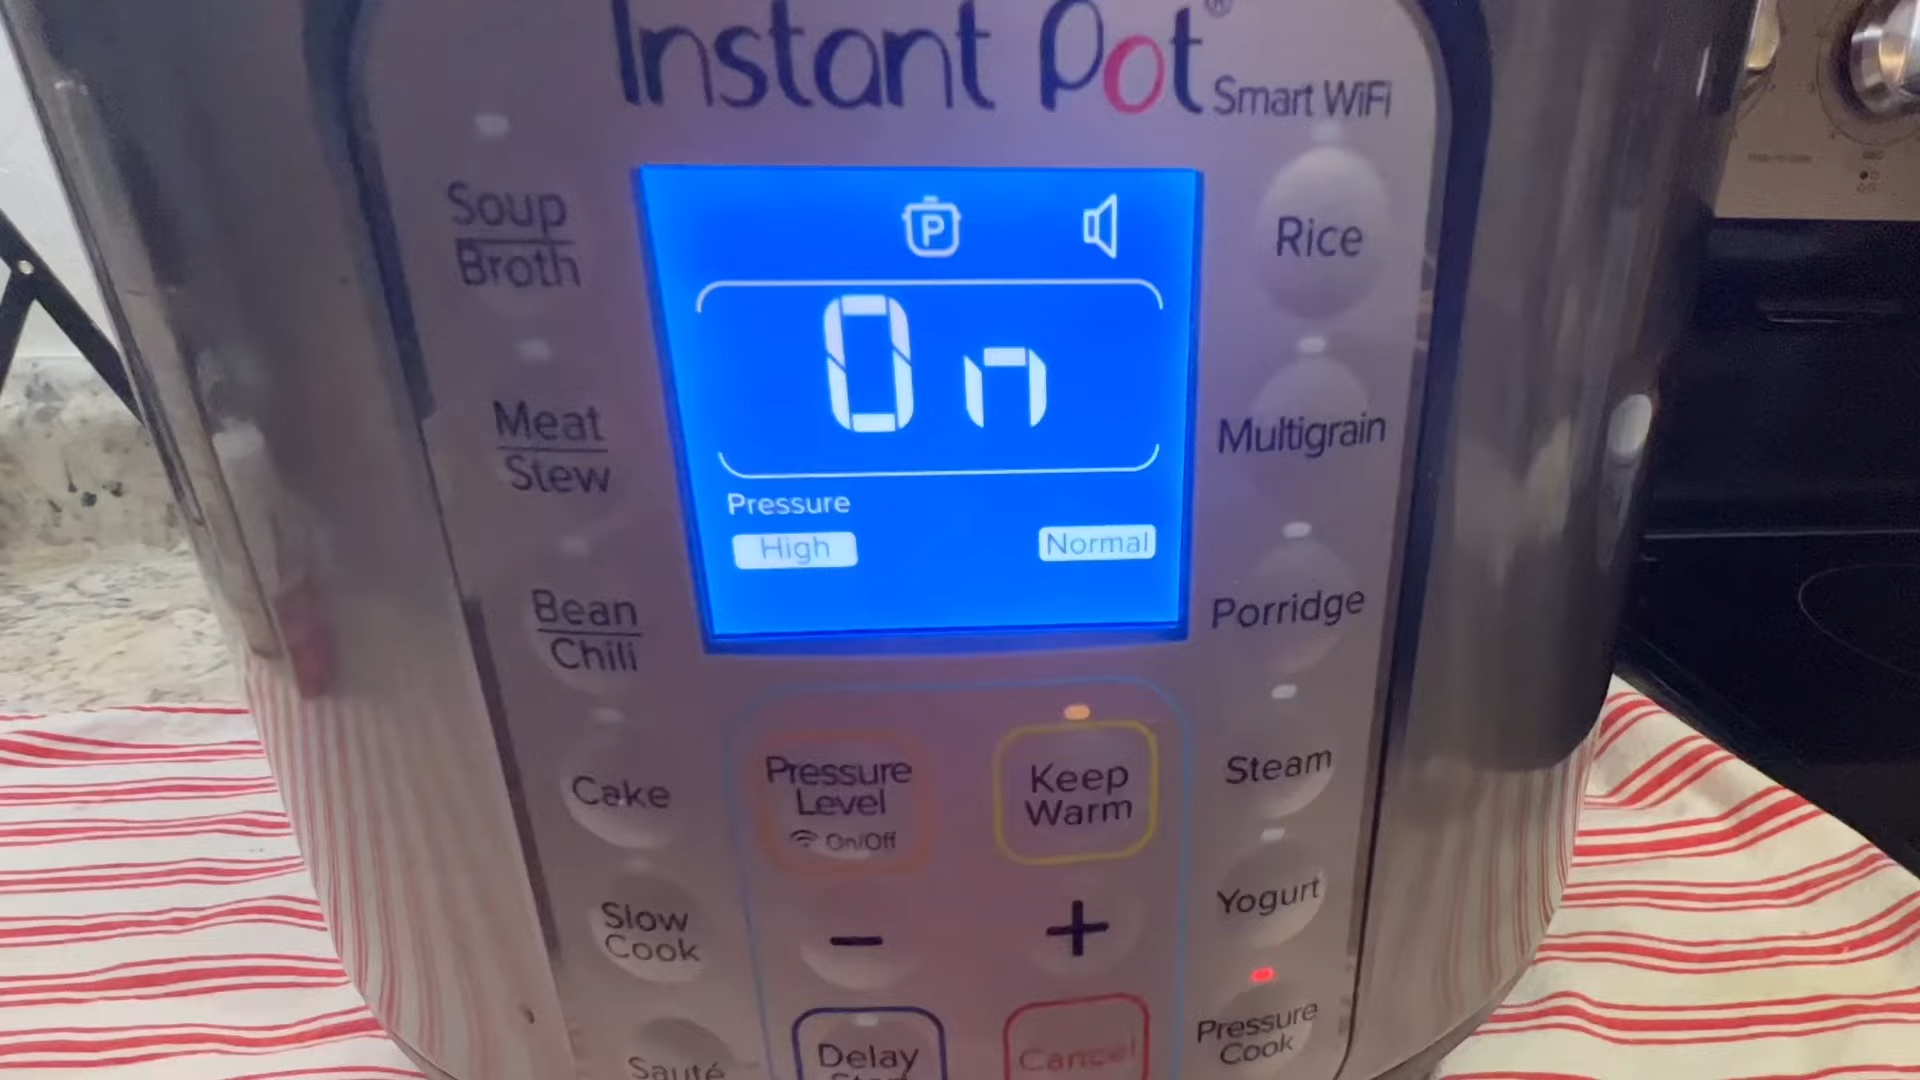 Instant Pot® Smart WiFi
Soup
Broth
Meat
Stew
Bean
Chili
Cake
Slow
Cook
Sauté
P
On
Pressure
High
Normal
Pressure
Level
On/Off
Keep
Warm
-
+
Delay
Start
Cancel
Rice
Multigrain
Porridge
Steam
Yogurt
Pressure
Cook